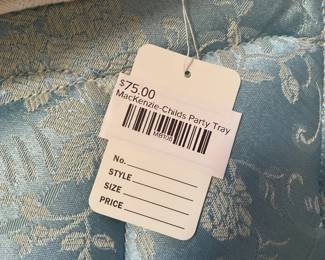 $75.00
MacKenzie-Childs Party Tray
No.
STYLE
SIZE
PRICE